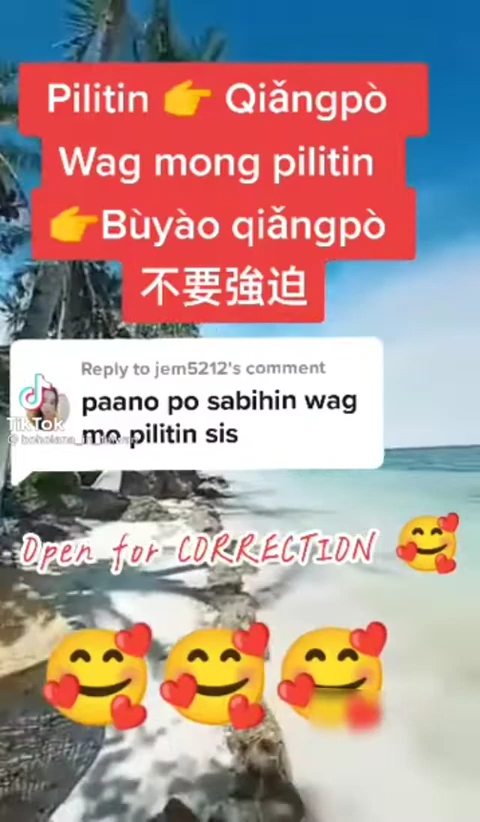 Pilitin 👉 Qiǎngpò
Wag mong pilitin
👉Bùyào qiǎngpò
不要強迫
Reply to jem5212's comment
paano po sabihin wag
mo pilitin sis
TikTok
Open for CORRECTION 🥰